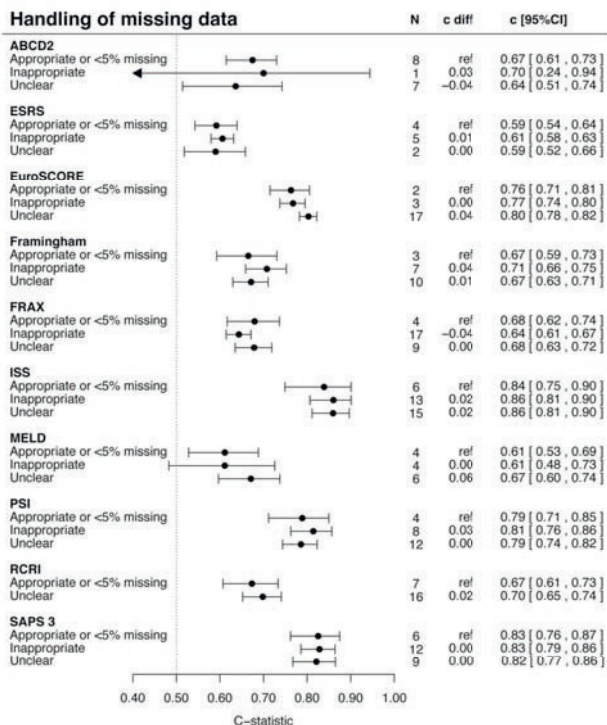 Handling of missing data N c diff c [95%CI]
ABCD2
Appropriate or <5% missing 8 ref 0.67 [ 0.61 , 0.73 ]
Inappropriate 1 0.03 0.70 [ 0.24 , 0.94 ]
Unclear 7 −0.04 0.64 [ 0.51 , 0.74 ]
ESRS
Appropriate or <5% missing 4 ref 0.59 [ 0.54 , 0.64 ]
Inappropriate 5 0.01 0.61 [ 0.58 , 0.63 ]
Unclear 2 0.00 0.59 [ 0.52 , 0.66 ]
EuroSCORE
Appropriate or <5% missing 2 ref 0.76 [ 0.71 , 0.81 ]
Inappropriate 3 0.00 0.77 [ 0.74 , 0.80 ]
Unclear 17 0.04 0.80 [ 0.78 , 0.82 ]
Framingham
Appropriate or <5% missing 3 ref 0.67 [ 0.59 , 0.73 ]
Inappropriate 7 0.04 0.71 [ 0.66 , 0.75 ]
Unclear 10 0.01 0.67 [ 0.63 , 0.71 ]
FRAX
Appropriate or <5% missing 4 ref 0.68 [ 0.62 , 0.74 ]
Inappropriate 17 −0.04 0.64 [ 0.61 , 0.67 ]
Unclear 9 0.00 0.68 [ 0.63 , 0.72 ]
ISS
Appropriate or <5% missing 6 ref 0.84 [ 0.75 , 0.90 ]
Inappropriate 13 0.02 0.86 [ 0.81 , 0.90 ]
Unclear 15 0.02 0.86 [ 0.81 , 0.90 ]
MELD
Appropriate or <5% missing 4 ref 0.61 [ 0.53 , 0.69 ]
Inappropriate 4 0.00 0.61 [ 0.48 , 0.73 ]
Unclear 6 0.06 0.67 [ 0.60 , 0.74 ]
PSI
Appropriate or <5% missing 4 ref 0.79 [ 0.71 , 0.85 ]
Inappropriate 8 0.03 0.81 [ 0.76 , 0.86 ]
Unclear 12 0.00 0.79 [ 0.74 , 0.82 ]
RCRI
Appropriate or <5% missing 7 ref 0.67 [ 0.61 , 0.73 ]
Unclear 16 0.02 0.70 [ 0.65 , 0.74 ]
SAPS 3
Appropriate or <5% missing 6 ref 0.83 [ 0.76 , 0.87 ]
Inappropriate 12 0.00 0.83 [ 0.79 , 0.86 ]
Unclear 9 0.00 0.82 [ 0.77 , 0.86 ]
0.40 0.50 0.60 0.70 0.80 0.90 1.00
C−statistic